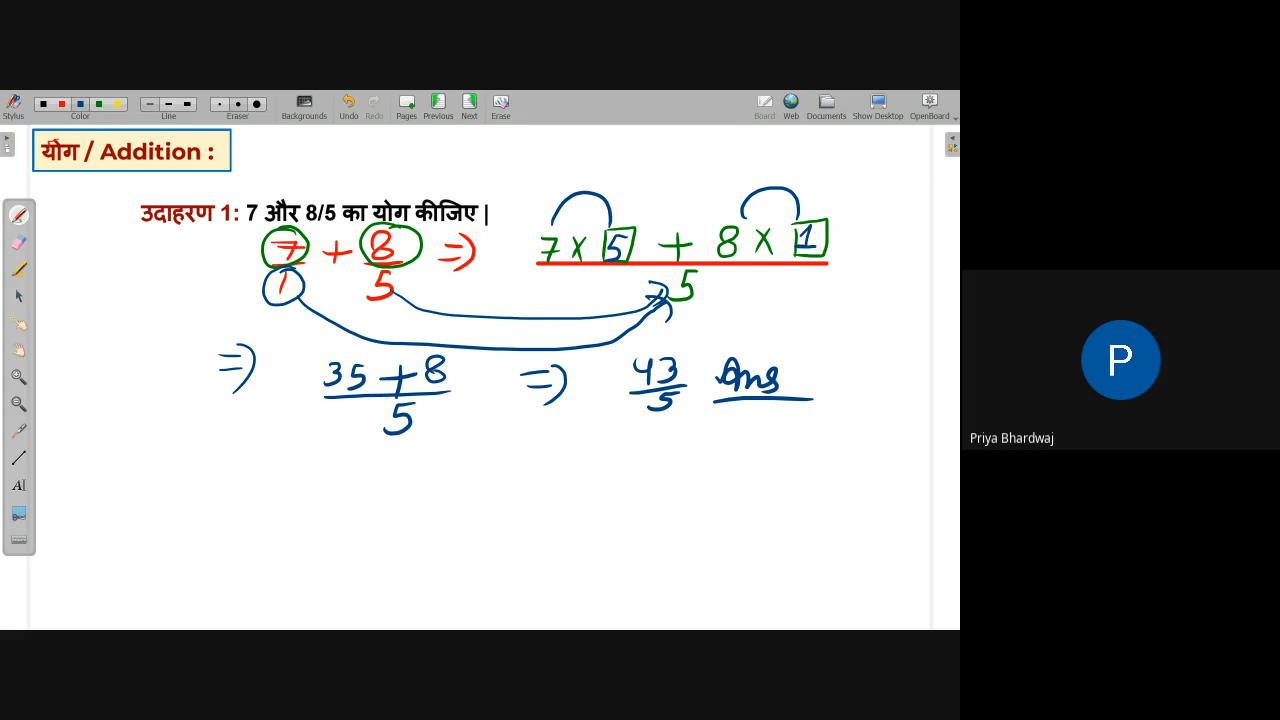 Color Line Eraser Backgrounds Undo Redo Pages Previous Next Erase Board Web Documents Show Desktop OpenBoard
Stylus
योग / Addition :
उदाहरण 1: 7 और 8/5 का योग कीजिए |
7/1 + 8/5 => (7 x 5 + 8 x 1)/5
=> (35 + 8)/5 => 43/5 Ans
P
Priya Bhardwaj